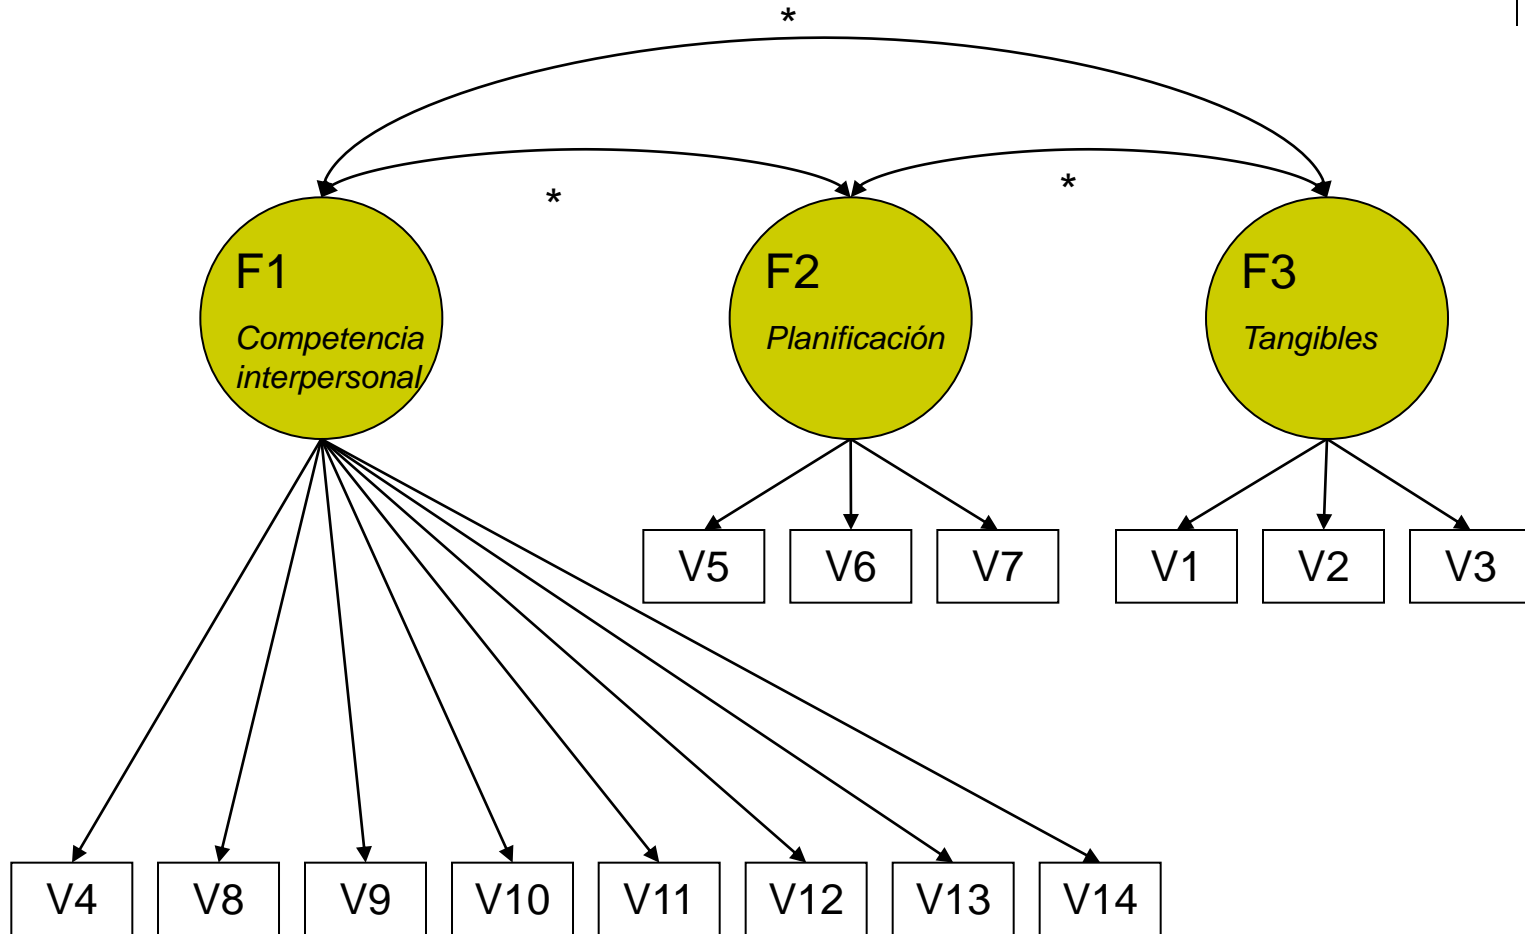 *
*
*
F1
Competencia
interpersonal
F2
Planificación
F3
Tangibles
V5
V6
V7
V1
V2
V3
V4
V8
V9
V10
V11
V12
V13
V14